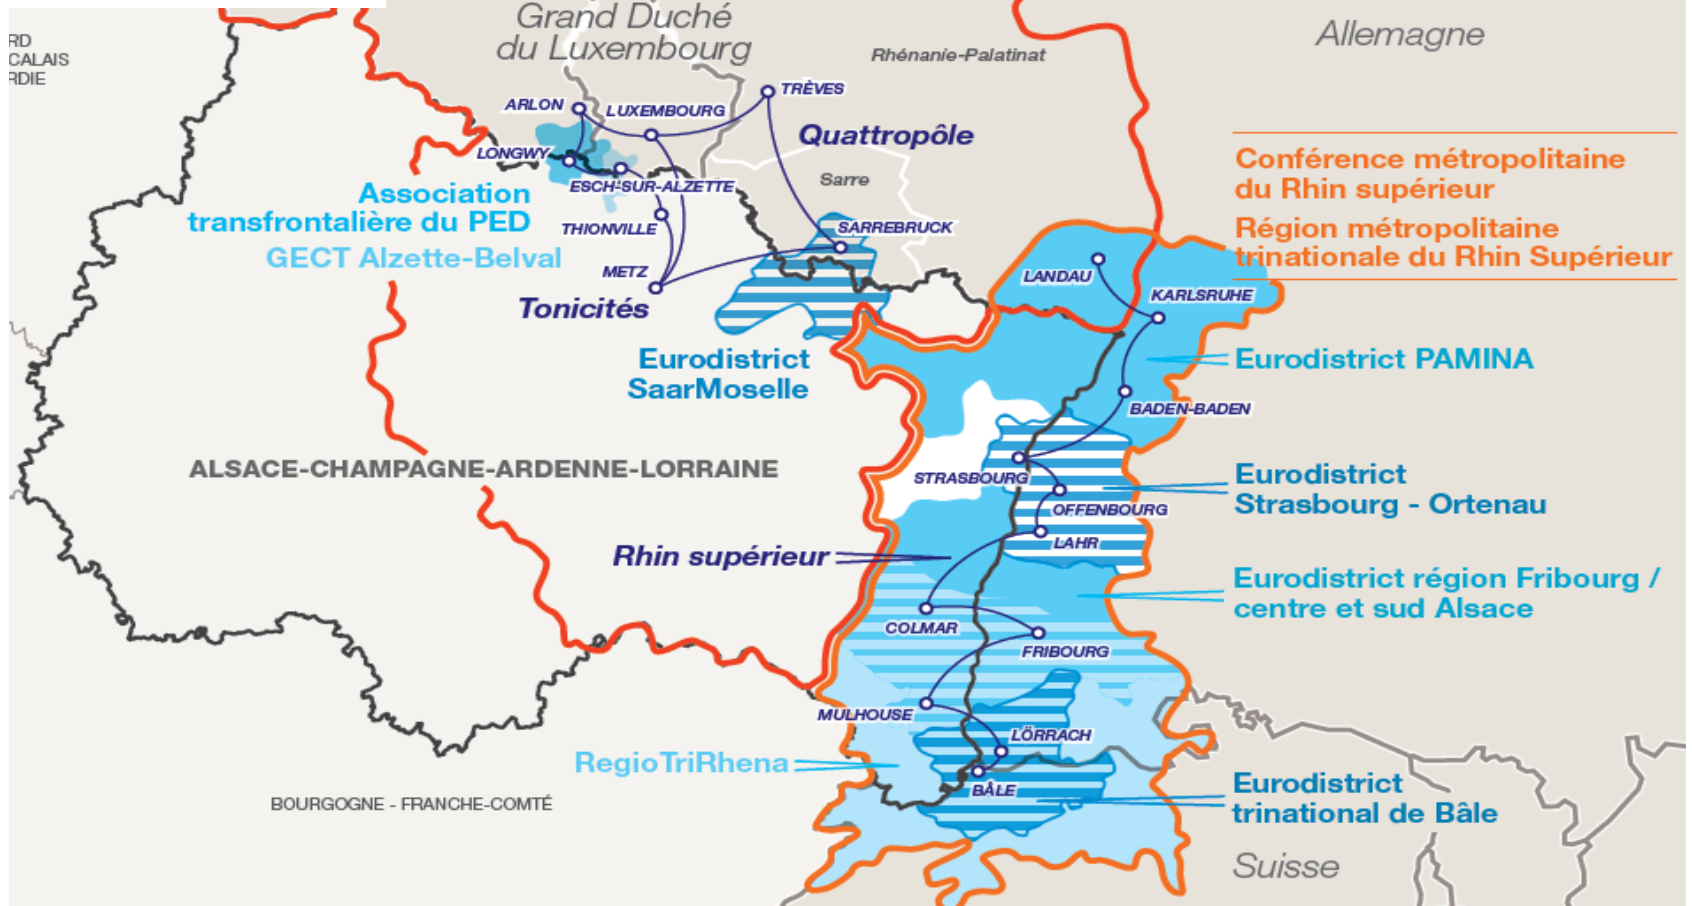 Grand Duché
du Luxembourg
Allemagne
RD
CALAIS
RDIE
Rhénanie-Palatinat
TRÈVES
ARLON
LUXEMBOURG
Quattropôle
LONGWY
ESCH-SUR-ALZETTE
Sarre
Association
transfrontalière du PED
GECT Alzette-Belval
THIONVILLE
SARREBRUCK
METZ
Tonicités
Conférence métropolitaine
du Rhin supérieur
Région métropolitaine
trinationale du Rhin Supérieur
LANDAU
KARLSRUHE
Eurodistrict
SaarMoselle
Eurodistrict PAMINA
BADEN-BADEN
ALSACE-CHAMPAGNE-ARDENNE-LORRAINE
STRASBOURG
Eurodistrict
Strasbourg - Ortenau
OFFENBOURG
LAHR
Rhin supérieur
Eurodistrict région Fribourg /
centre et sud Alsace
COLMAR
FRIBOURG
MULHOUSE
LÖRRACH
RegioTriRhena
BÂLE
Eurodistrict
trinational de Bâle
BOURGOGNE - FRANCHE-COMTÉ
Suisse